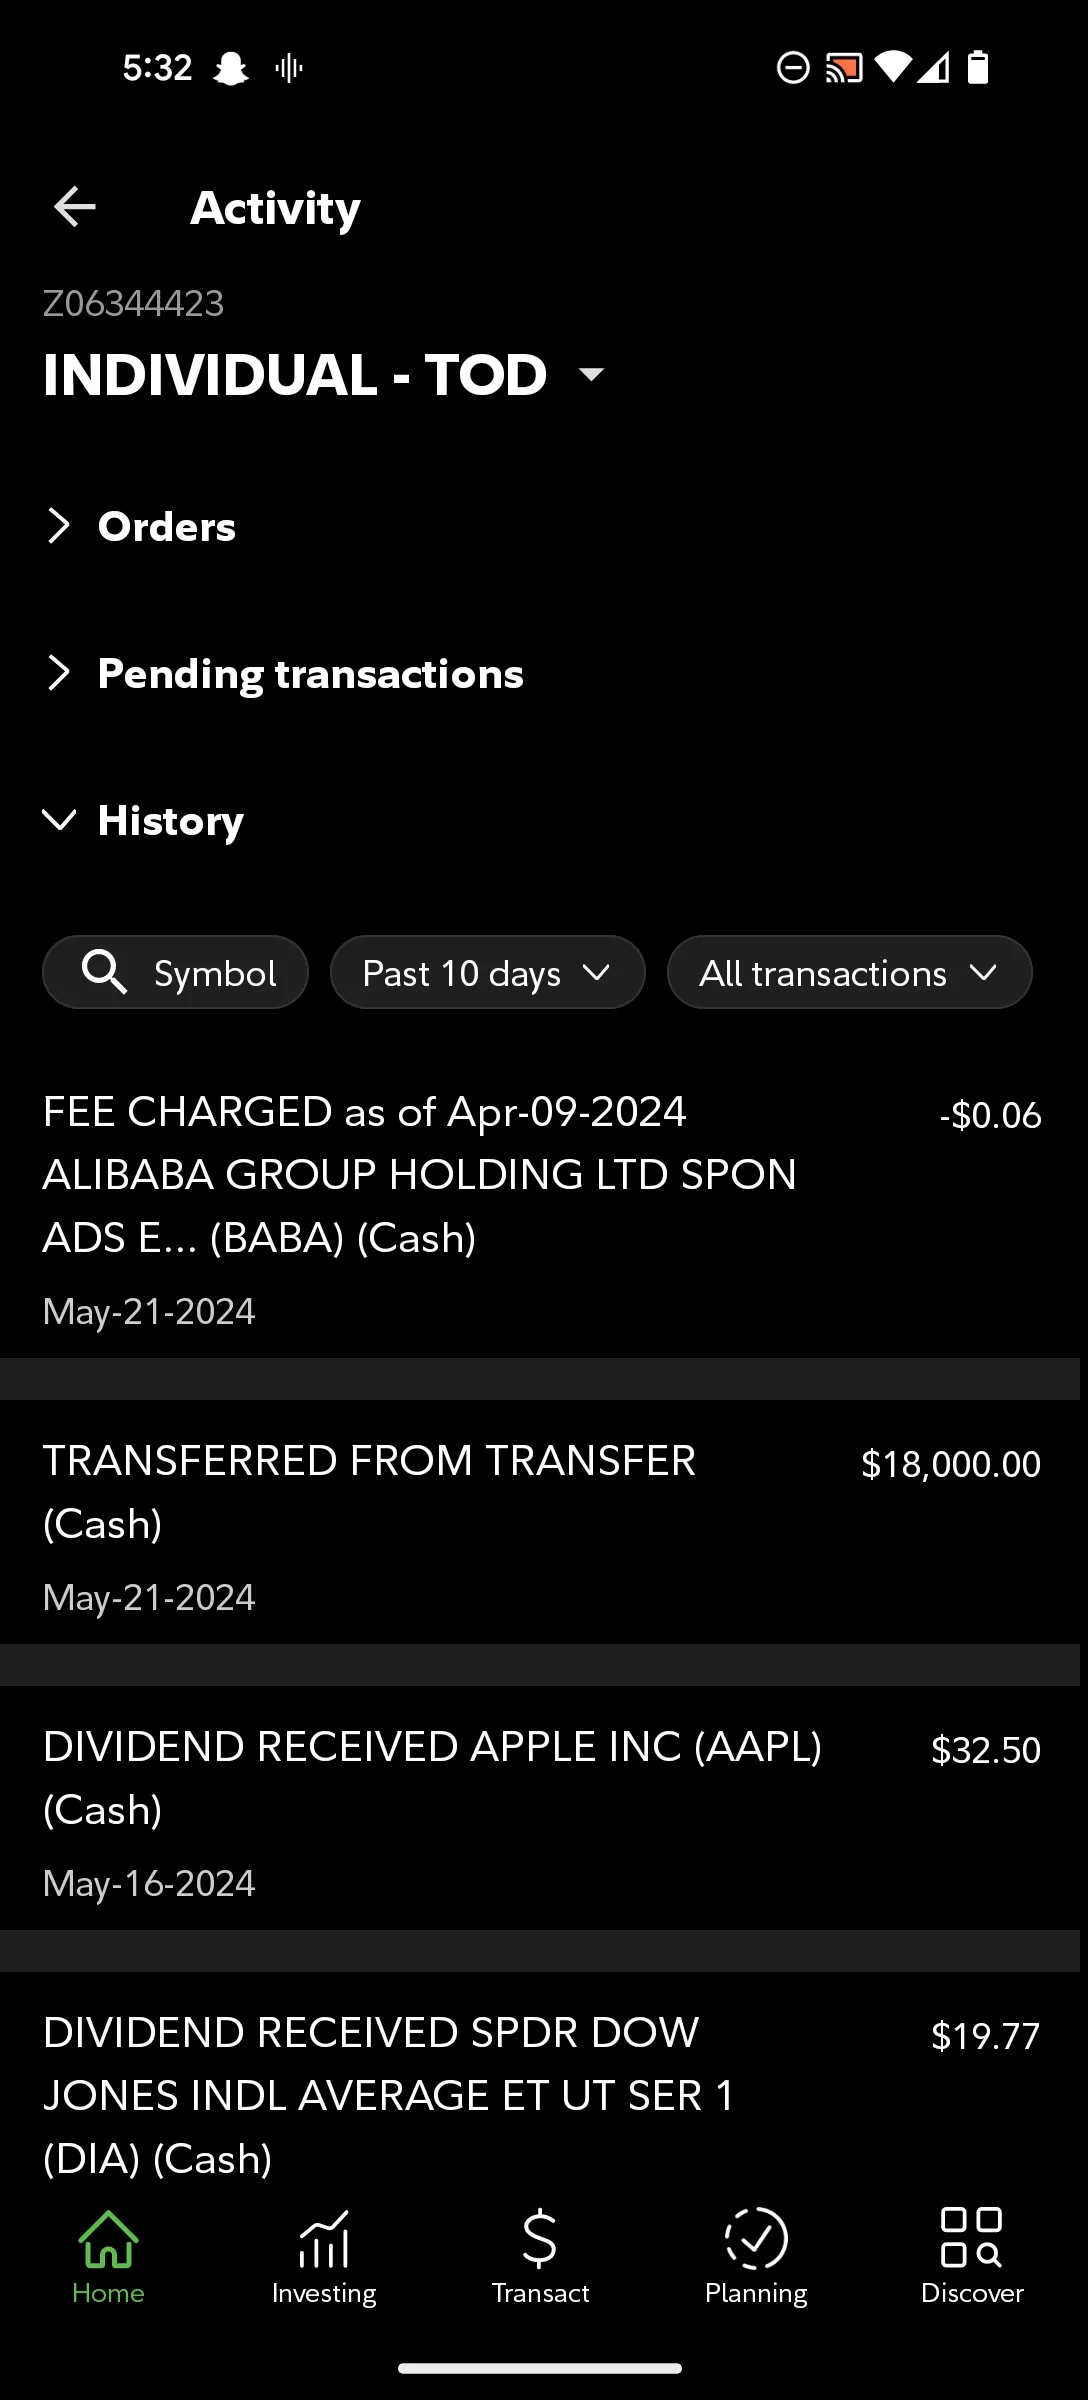 5:32
Activity
Z06344423
INDIVIDUAL - TOD
Orders
Pending transactions
History
Symbol Past 10 days All transactions
FEE CHARGED as of Apr-09-2024 -$0.06
ALIBABA GROUP HOLDING LTD SPON
ADS E... (BABA) (Cash)
May-21-2024
TRANSFERRED FROM TRANSFER $18,000.00
(Cash)
May-21-2024
DIVIDEND RECEIVED APPLE INC (AAPL) $32.50
(Cash)
May-16-2024
DIVIDEND RECEIVED SPDR DOW $19.77
JONES INDL AVERAGE ET UT SER 1
(DIA) (Cash)
Home Investing Transact Planning Discover